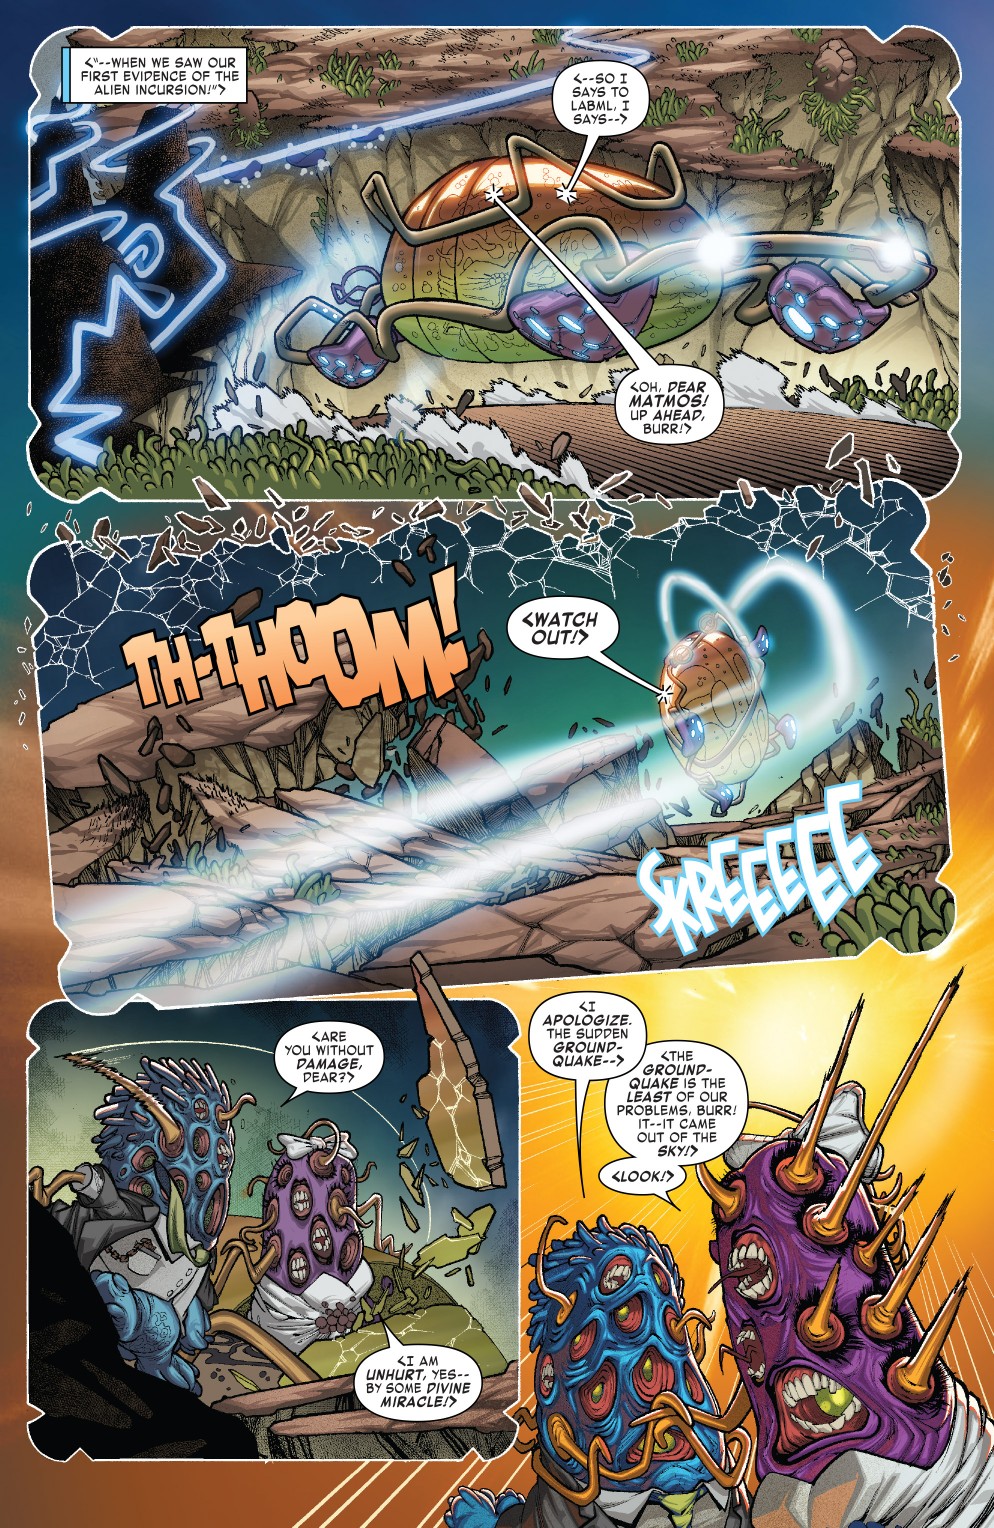 <"--WHEN WE SAW OUR
FIRST EVIDENCE OF THE
ALIEN INCURSION!">
<--SO I
SAYS TO
LABML, I
SAYS-->
<OH, DEAR
MATMOS!
UP AHEAD,
BURR!>
TH-THOOM!
<WATCH
OUT!>
SKREEEEEE
<ARE
YOU WITHOUT
DAMAGE,
DEAR?>
<I AM
UNHURT, YES--
BY SOME DIVINE
MIRACLE!>
<I
APOLOGIZE.
THE SUDDEN
GROUND-
QUAKE-->
<THE
GROUND-
QUAKE IS THE
LEAST OF OUR
PROBLEMS, BURR!
IT--IT CAME
OUT OF THE
SKY!>
<LOOK!>